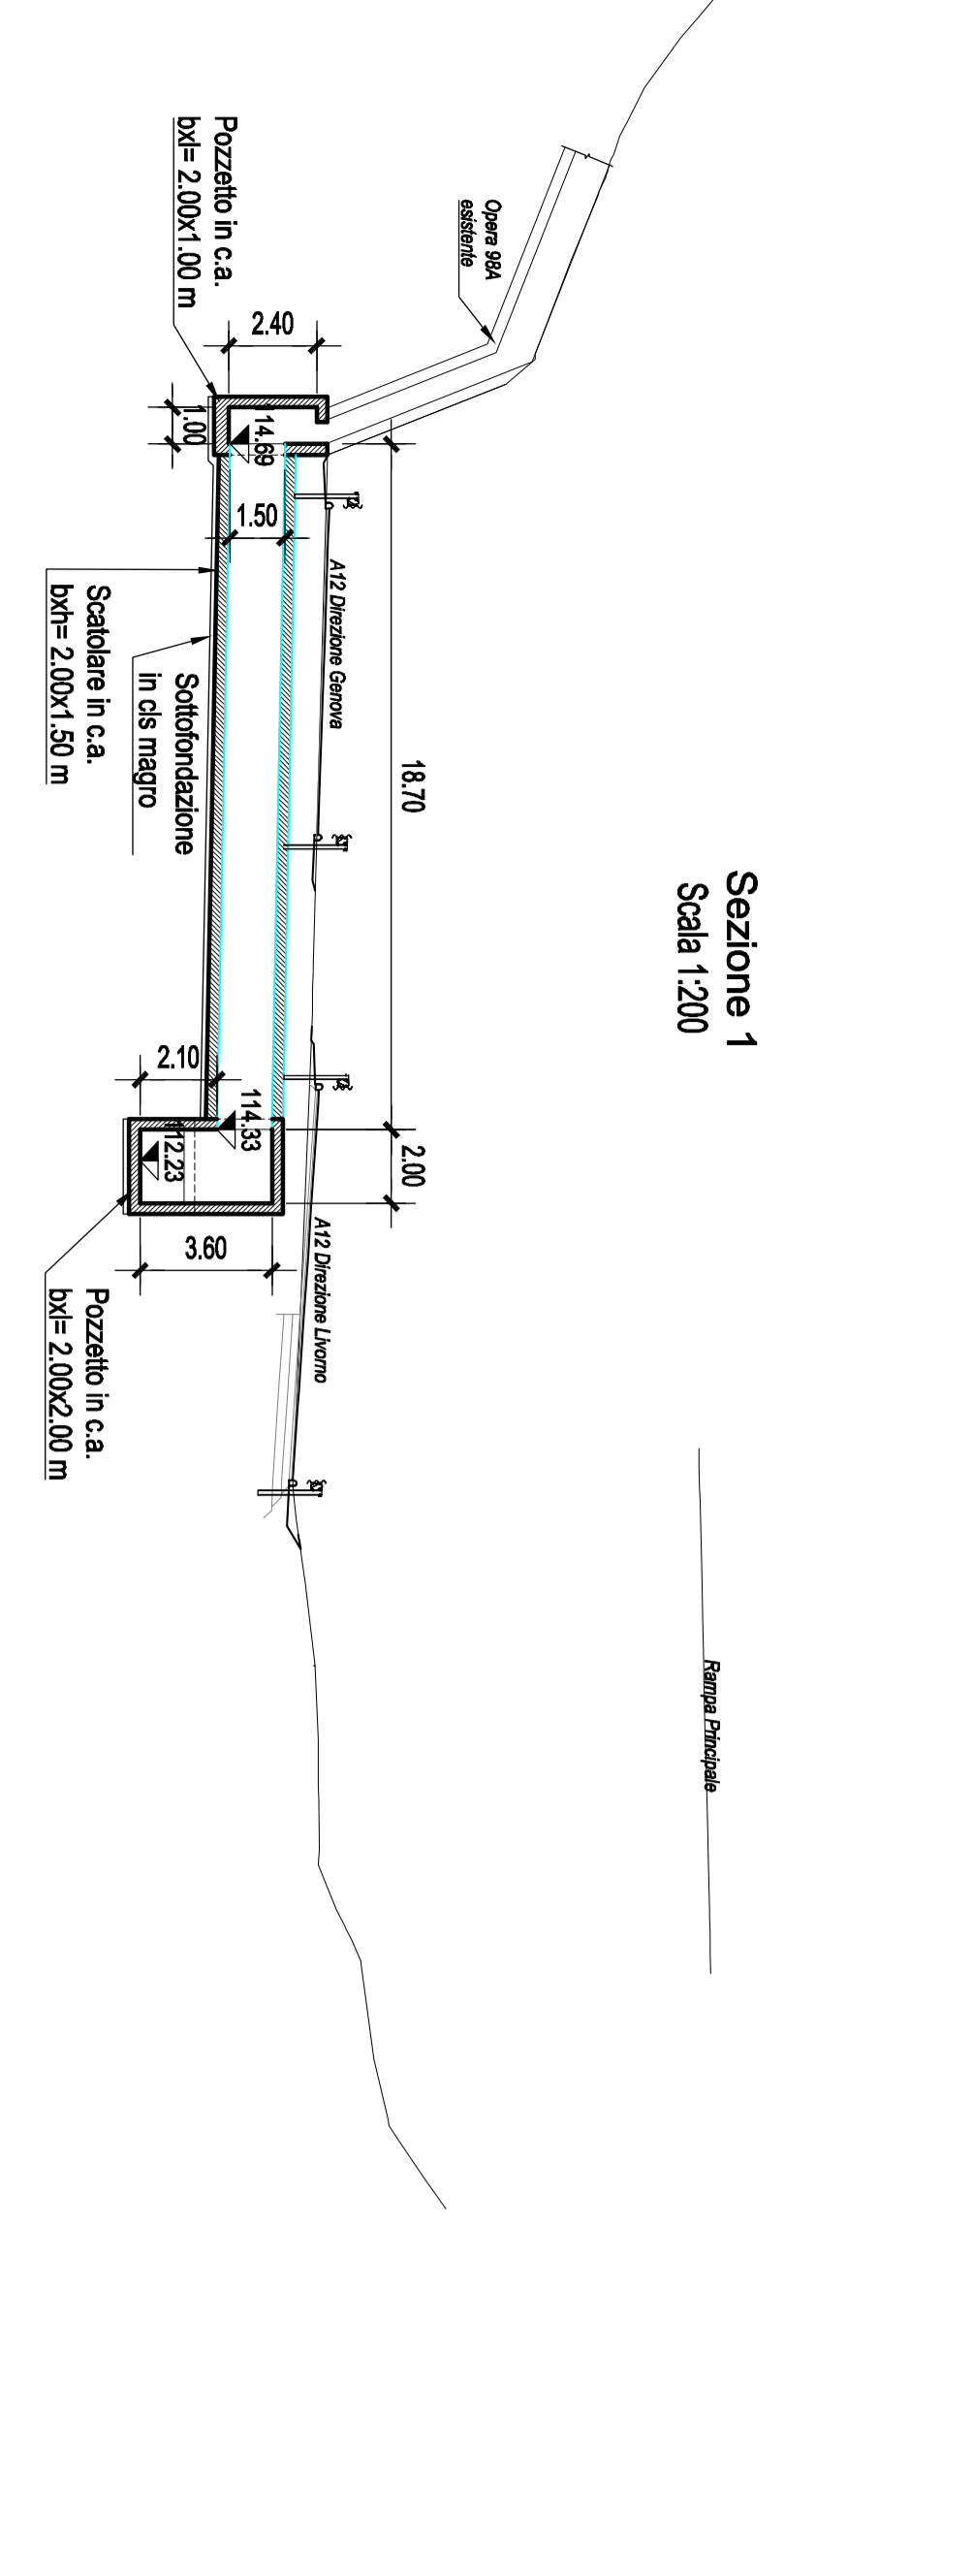 Sezione 1
Scala 1:200
Opera 98A
esistente
Pozzetto in c.a.
bxl= 2.00x1.00 m
2.40
1.00
114.69
1.50
A12 Direzione Genova
18.70
Scatolare in c.a.
bxh= 2.00x1.50 m
Sottofondazione
in cls magro
2.10
114.33
112.23
2.00
3.60
A12 Direzione Livorno
Pozzetto in c.a.
bxl= 2.00x2.00 m
Rampa Principale